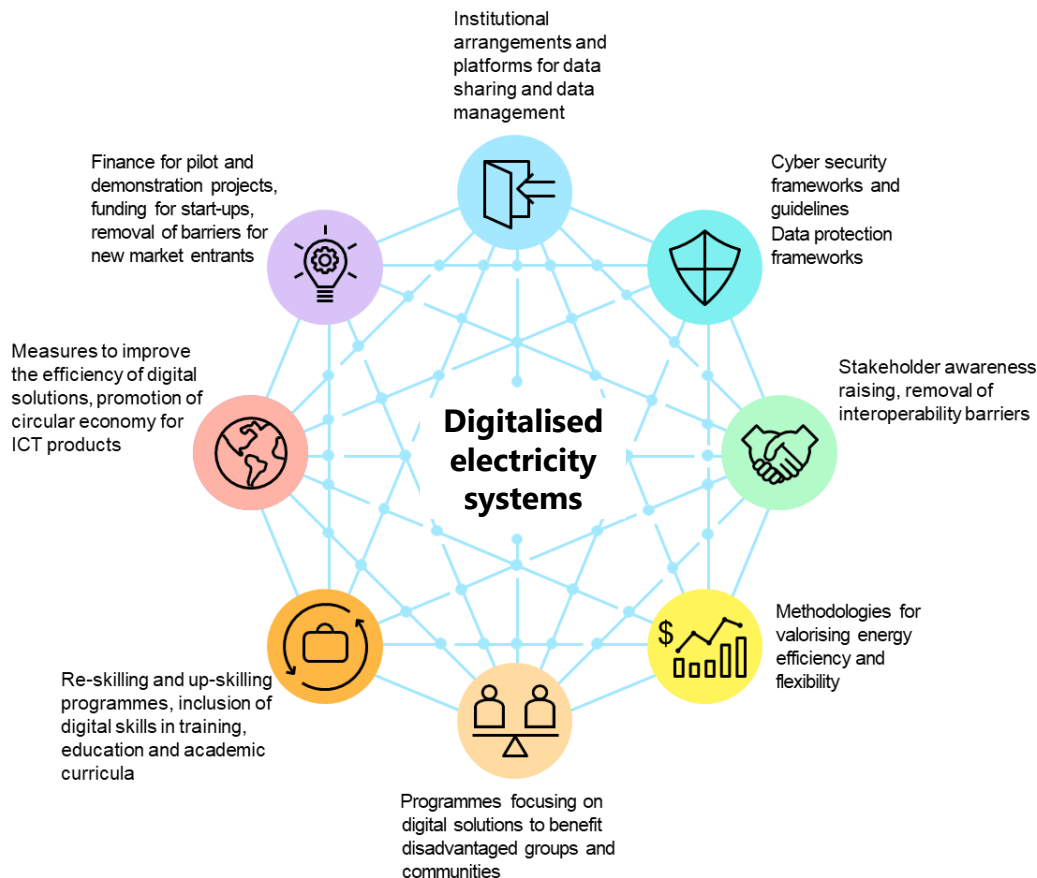 Institutional
arrangements and
platforms for data
sharing and data
management
Cyber security
frameworks and
guidelines
Data protection
frameworks
Stakeholder awareness
raising, removal of
interoperability barriers
$
Methodologies for
valorising energy
efficiency and
flexibility
Programmes focusing on
digital solutions to benefit
disadvantaged groups and
communities
Re-skilling and up-skilling
programmes, inclusion of
digital skills in training,
education and academic
curricula
Measures to improve
the efficiency of digital
solutions, promotion of
circular economy for
ICT products
Finance for pilot and
demonstration projects,
funding for start-ups,
removal of barriers for
new market entrants
Digitalised
electricity
systems